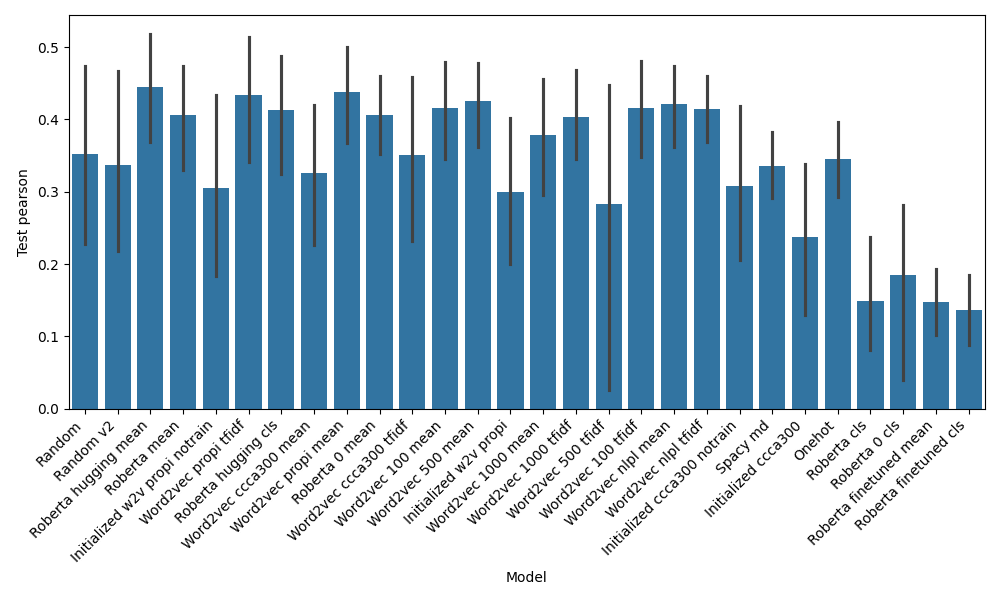 0.5
0.4
0.3
0.2
0.1
0.0
Test pearson
Random
Random v2
Roberta hugging mean
Roberta mean
Initialized w2v propi notrain
Word2vec propi tfidf
Roberta hugging cls
Word2vec ccca300 mean
Word2vec propi mean
Roberta 0 mean
Word2vec ccca300 tfidf
Word2vec 100 mean
Word2vec 500 mean
Initialized w2v propi
Word2vec 1000 mean
Word2vec 1000 tfidf
Word2vec 500 tfidf
Word2vec 100 tfidf
Word2vec nlpl mean
Word2vec nlpl tfidf
Initialized ccca300 notrain
Spacy md
Initialized ccca300
Onehot
Roberta cls
Roberta 0 cls
Roberta finetuned mean
Roberta finetuned cls
Model